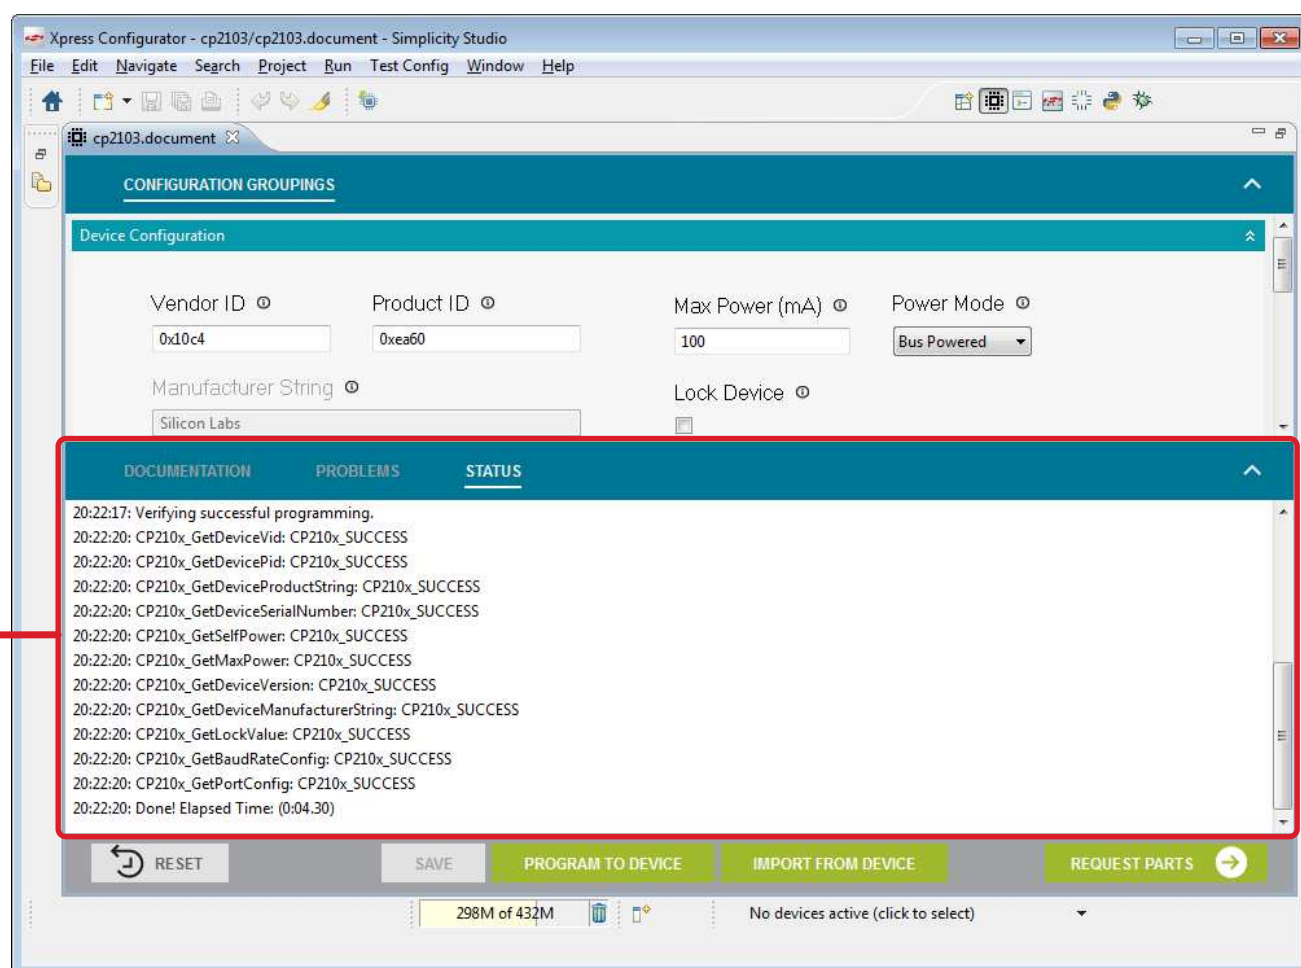 Xpress Configurator - cp2103/cp2103.document - Simplicity Studio
File Edit Navigate Search Project Run Test Config Window Help
cp2103.document
CONFIGURATION GROUPINGS
Device Configuration
Vendor ID Product ID Max Power (mA) Power Mode
0x10c4 0xea60 100 Bus Powered
Manufacturer String Lock Device
Silicon Labs
DOCUMENTATION PROBLEMS STATUS
20:22:17: Verifying successful programming.
20:22:20: CP210x_GetDeviceVid: CP210x_SUCCESS
20:22:20: CP210x_GetDevicePid: CP210x_SUCCESS
20:22:20: CP210x_GetDeviceProductString: CP210x_SUCCESS
20:22:20: CP210x_GetDeviceSerialNumber: CP210x_SUCCESS
20:22:20: CP210x_GetSelfPower: CP210x_SUCCESS
20:22:20: CP210x_GetMaxPower: CP210x_SUCCESS
20:22:20: CP210x_GetDeviceVersion: CP210x_SUCCESS
20:22:20: CP210x_GetDeviceManufacturerString: CP210x_SUCCESS
20:22:20: CP210x_GetLockValue: CP210x_SUCCESS
20:22:20: CP210x_GetBaudRateConfig: CP210x_SUCCESS
20:22:20: CP210x_GetPortConfig: CP210x_SUCCESS
20:22:20: Done! Elapsed Time: (0:04.30)
RESET SAVE PROGRAM TO DEVICE IMPORT FROM DEVICE REQUEST PARTS
298M of 432M No devices active (click to select)